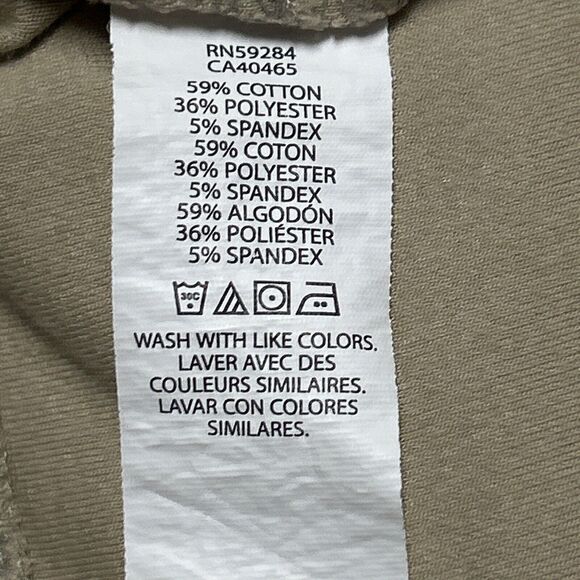 RN59284
CA40465
59% COTTON
36% POLYESTER
5% SPANDEX
59% COTON
36% POLYESTER
5% SPANDEX
59% ALGODÓN
36% POLIÉSTER
5% SPANDEX
30C
WASH WITH LIKE COLORS.
LAVER AVEC DES
COULEURS SIMILAIRES.
LAVAR CON COLORES
SIMILARES.